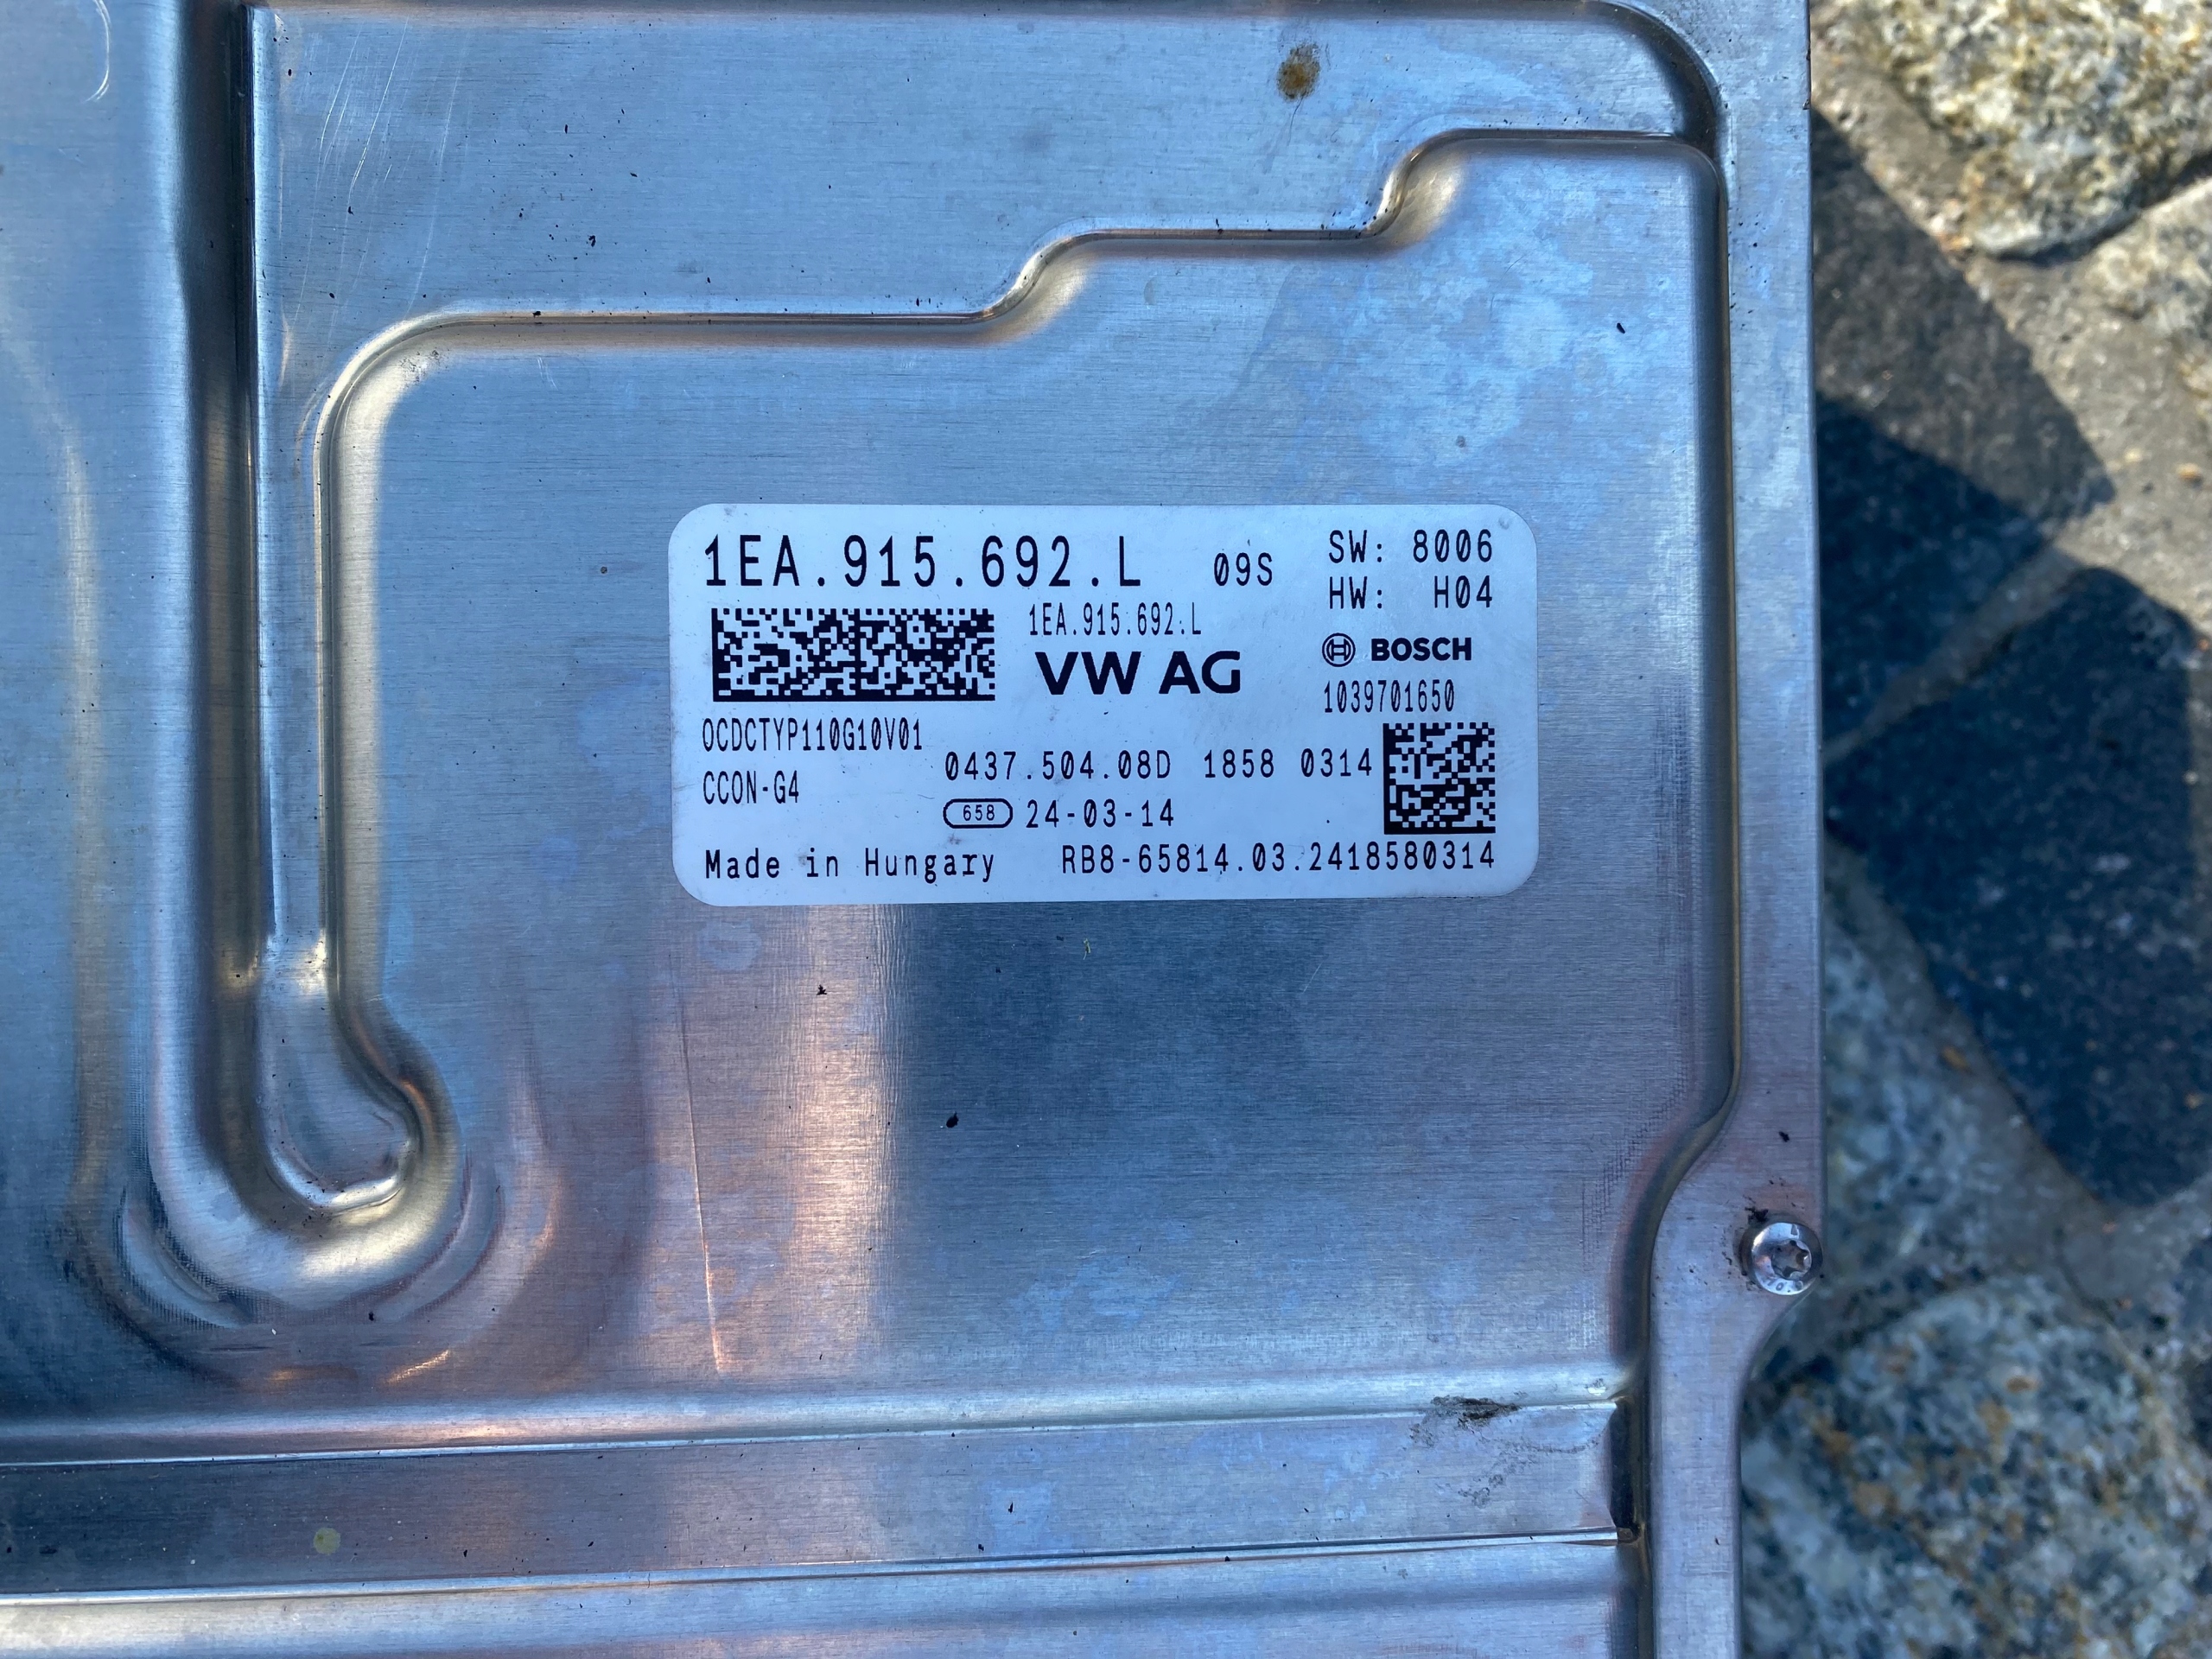 1EA.915.692.L 09S SW: 8006
HW: H04
1EA.915.692.L
VW AG
BOSCH
1039701650
OCDCTYP110G10V01
0437.504.08D 1858 0314
CCON-G4
658 24-03-14
Made in Hungary RB8-65814.03.2418580314